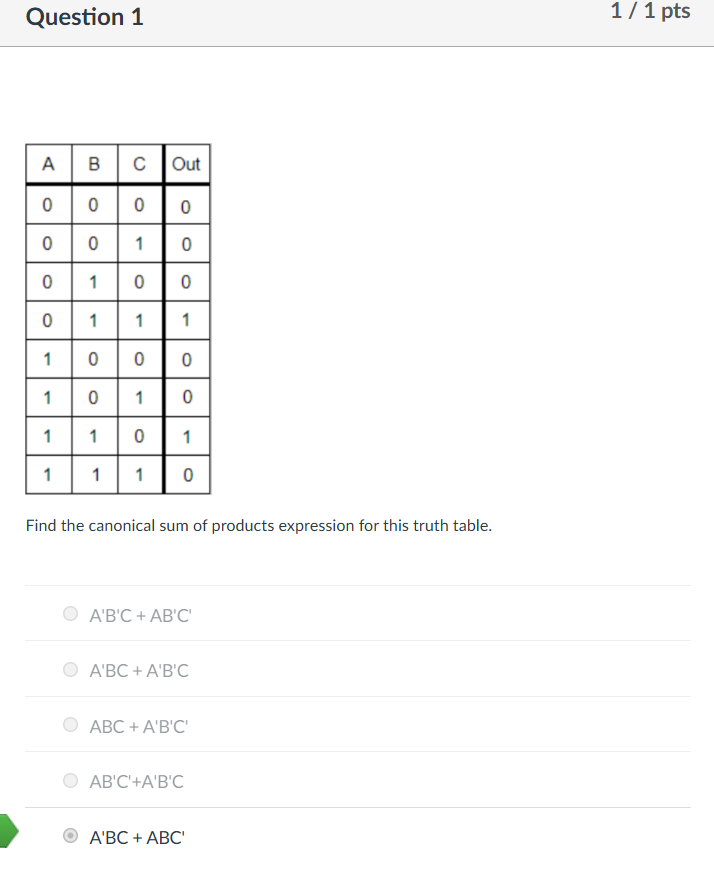 Question 1
1 / 1 pts
A B C Out
0 0 0 0
0 0 1 0
0 1 0 0
0 1 1 1
1 0 0 0
1 0 1 0
1 1 0 1
1 1 1 0
Find the canonical sum of products expression for this truth table.
A'B'C + AB'C'
A'BC + A'B'C
ABC + A'B'C'
AB'C'+A'B'C
A'BC + ABC'